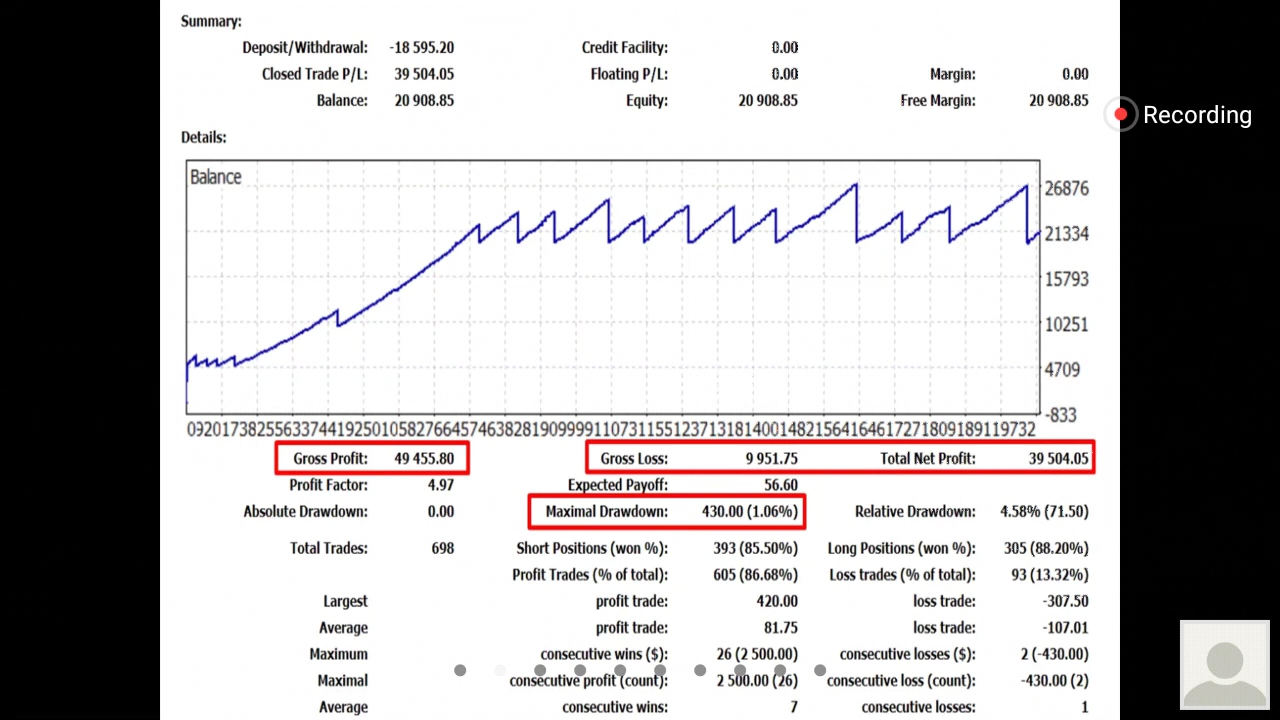 Summary:
Deposit/Withdrawal: -18 595.20 Credit Facility: 0.00
Closed Trade P/L: 39 504.05 Floating P/L: 0.00 Margin: 0.00
Balance: 20 908.85 Equity: 20 908.85 Free Margin: 20 908.85
Recording
Details:
Balance
26876
21334
15793
10251
4709
-833
Gross Profit: 49 455.80 Gross Loss: 9 951.75 Total Net Profit: 39 504.05
Profit Factor: 4.97 Expected Payoff: 56.60
Absolute Drawdown: 0.00 Maximal Drawdown: 430.00 (1.06%) Relative Drawdown: 4.58% (71.50)
Total Trades: 698 Short Positions (won %): 393 (85.50%) Long Positions (won %): 305 (88.20%)
Profit Trades (% of total): 605 (86.68%) Loss trades (% of total): 93 (13.32%)
Largest profit trade: 420.00 loss trade: -307.50
Average profit trade: 81.75 loss trade: -107.01
Maximum consecutive wins ($): 26 (2 500.00) consecutive losses ($): 2 (-430.00)
Maximal consecutive profit (count): 2 500.00 (26) consecutive loss (count): -430.00 (2)
Average consecutive wins: 7 consecutive losses: 1